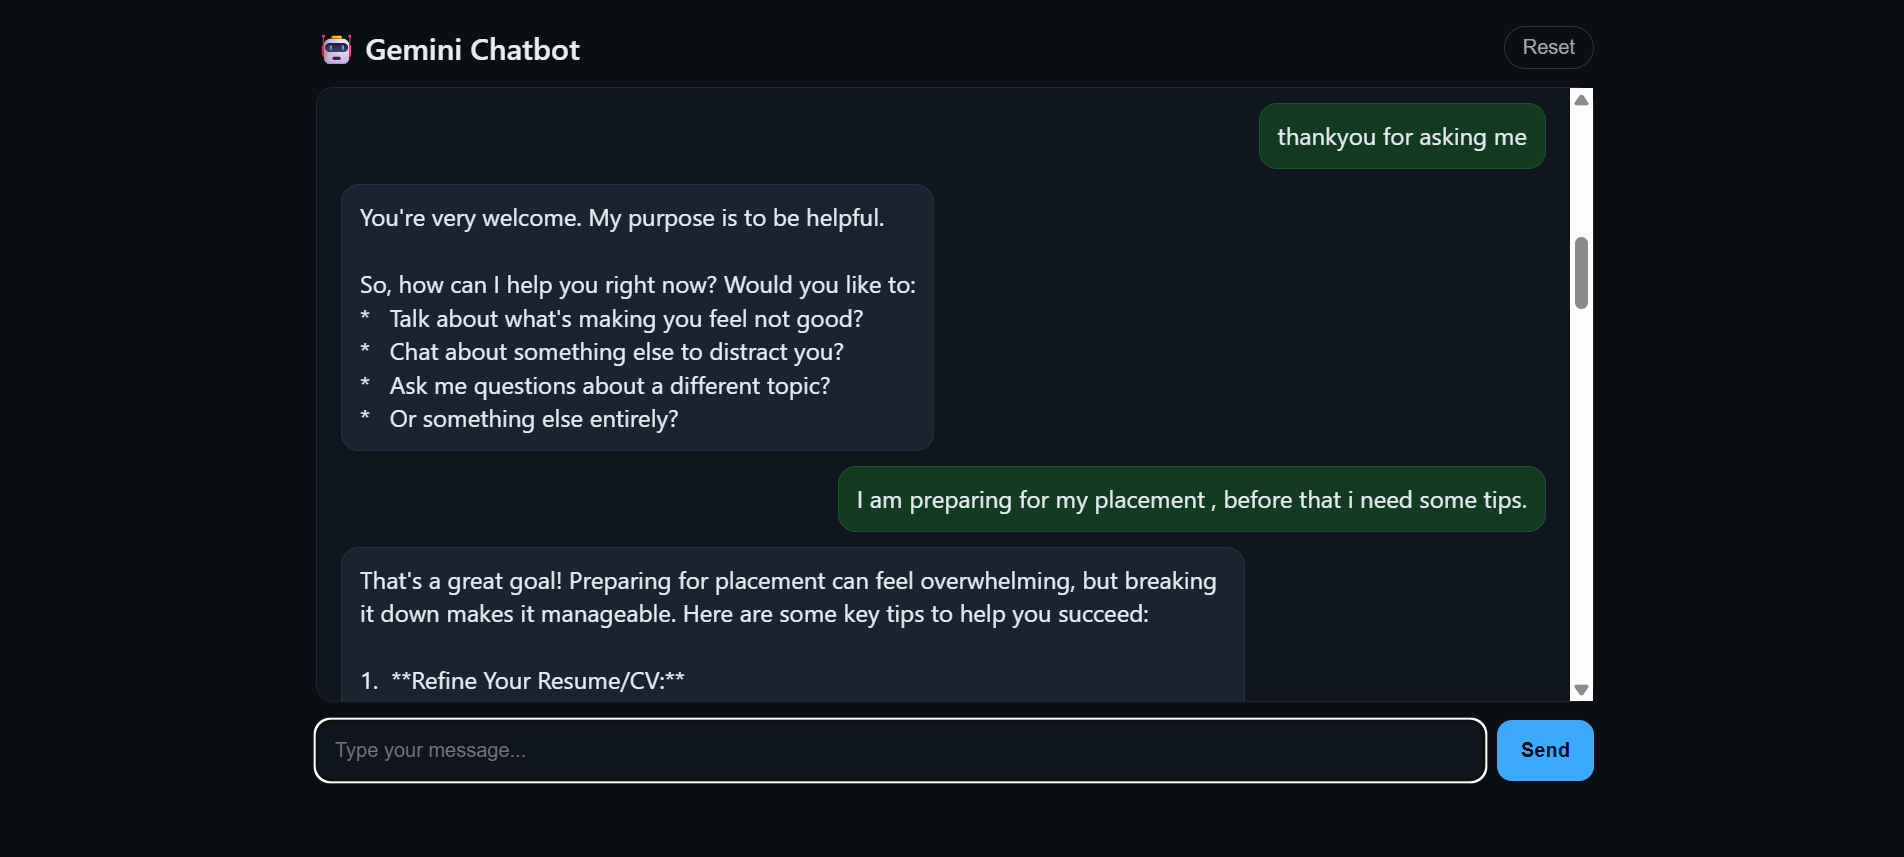 Gemini Chatbot
Reset
thankyou for asking me
You're very welcome. My purpose is to be helpful.
So, how can I help you right now? Would you like to:
*   Talk about what's making you feel not good?
*   Chat about something else to distract you?
*   Ask me questions about a different topic?
*   Or something else entirely?
I am preparing for my placement , before that i need some tips.
That's a great goal! Preparing for placement can feel overwhelming, but breaking
it down makes it manageable. Here are some key tips to help you succeed:
1.  **Refine Your Resume/CV:**
Type your message...
Send